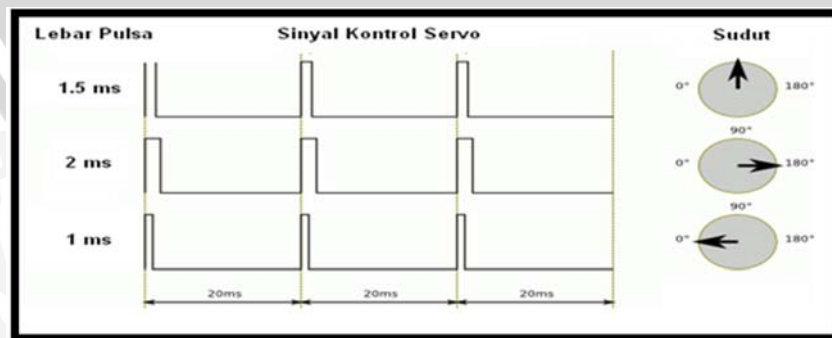 Lebar Pulsa Sinyal Kontrol Servo Sudut
1.5 ms 0° 180°
90°
2 ms 0° 180°
90°
1 ms 0° 180°
20ms 20ms 20ms